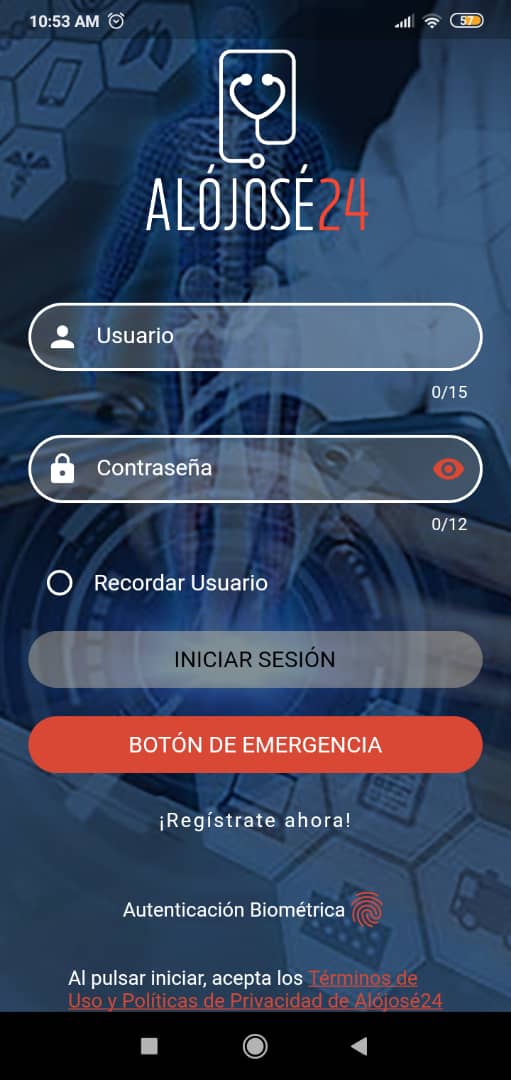 10:53 AM
57
ALÓJOSÉ24
Usuario
0/15
Contraseña
0/12
Recordar Usuario
INICIAR SESIÓN
BOTÓN DE EMERGENCIA
¡Regístrate ahora!
Autenticación Biométrica
Al pulsar iniciar, acepta los Términos de
Uso y Políticas de Privacidad de Alójosé24